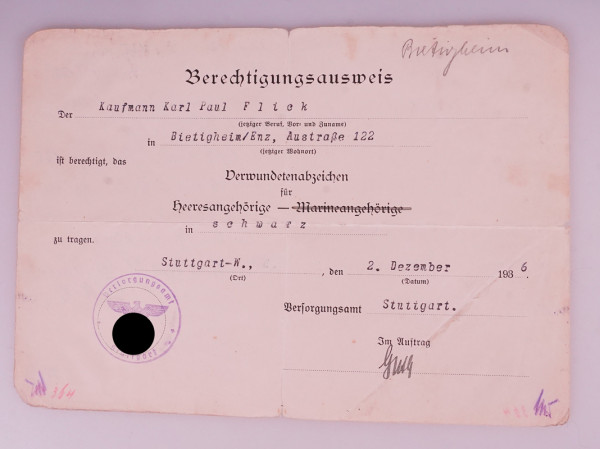 Bietigheim
Berechtigungsausweis
Der Kaufmann Karl Paul Flick
(jetziger Beruf, Vor- und Zuname)
in Bietigheim/Enz, Austraße 122
(jetziger Wohnort)
ist berechtigt, das
Verwundetenabzeichen
für
Heeresangehörige — Marineangehörige
in schwarz
zu tragen.
Stuttgart-W., , den 2. Dezember 1936.
(Ort) (Datum)
Versorgungsamt Stuttgart.
Im Auftrag
Versorgungsamt